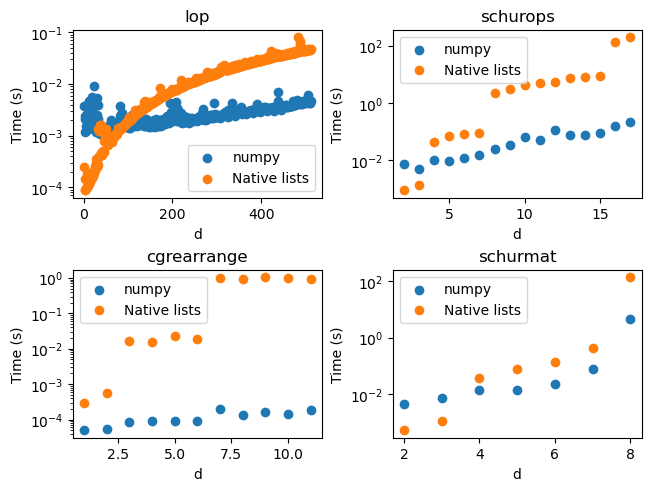 lop
Time (s)
10⁻¹
10⁻²
10⁻³
10⁻⁴
numpy
Native lists
0 200 400
d
schurops
Time (s)
10²
10⁰
10⁻²
numpy
Native lists
5 10 15
d
cgrearrange
Time (s)
10⁰
10⁻¹
10⁻²
10⁻³
10⁻⁴
numpy
Native lists
2.5 5.0 7.5 10.0
d
schurmat
Time (s)
10²
10⁰
10⁻²
numpy
Native lists
2 4 6 8
d